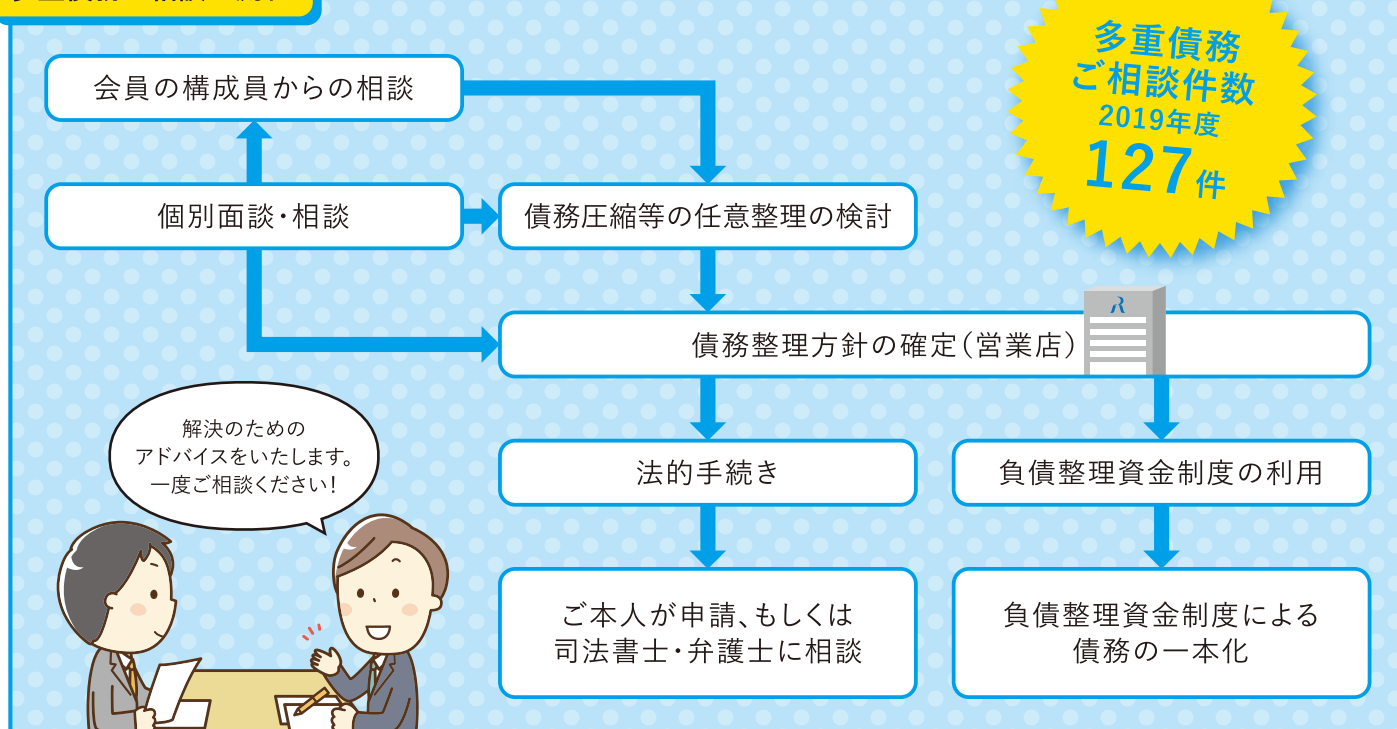 多重債務
ご相談件数
2019年度
127件
会員の構成員からの相談
個別面談・相談
債務圧縮等の任意整理の検討
債務整理方針の確定(営業店)
R
法的手続き
負債整理資金制度の利用
ご本人が申請、もしくは
司法書士・弁護士に相談
負債整理資金制度による
債務の一本化
解決のための
アドバイスをいたします。
一度ご相談ください!